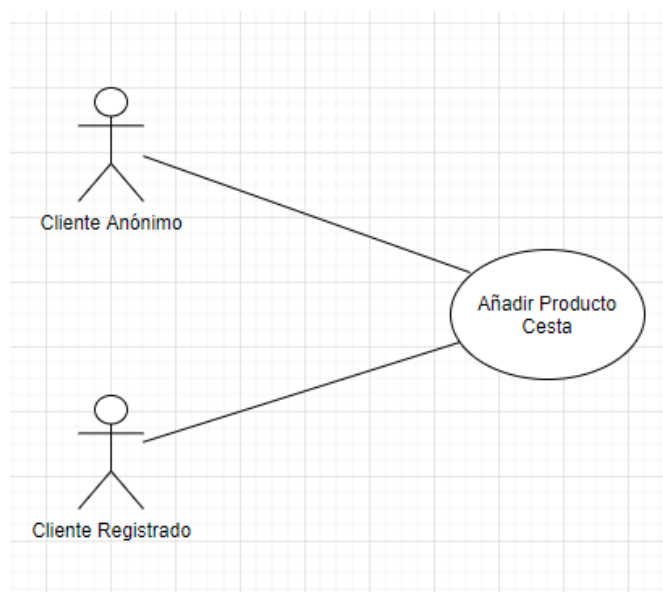 Cliente Anónimo
Añadir Producto
Cesta
Cliente Registrado